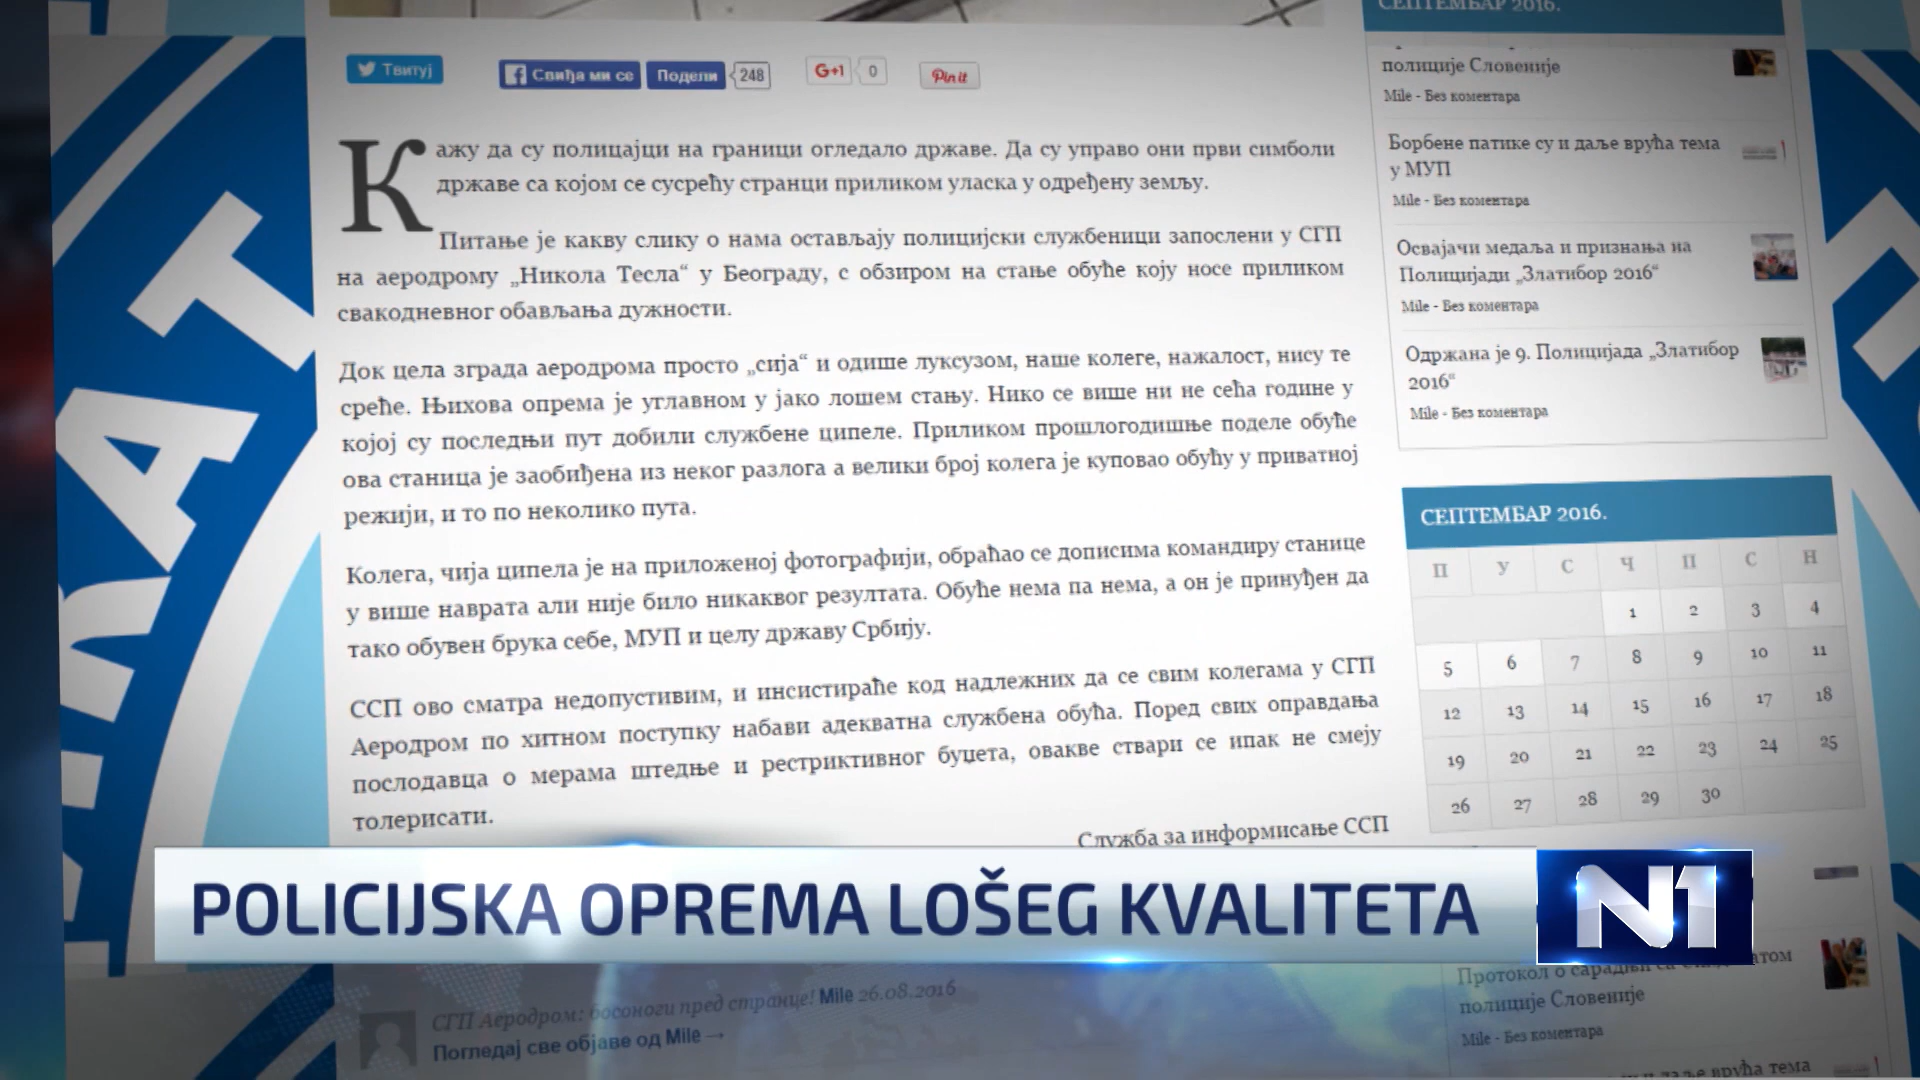 СЕПТЕМБАР 2016.
Твитуј
Свиђа ми се Подели 248
G+1 0
Pin it
Кажу да су полицајци на граници огледало државе. Да су управо они први симболи
државе са којом се сусрећу странци приликом уласка у одређену земљу.
Питање је какву слику о нама остављају полицијски службеници запослени у СГП
на аеродрому „Никола Тесла“ у Београду, с обзиром на стање обуће коју носе приликом
свакодневног обављања дужности.
Док цела зграда аеродрома просто „сија“ и одише луксузом, наше колеге, нажалост, нису те
среће. Њихова опрема је углавном у јако лошем стању. Нико се више ни не сећа године у
којој су последњи пут добили службене ципеле. Приликом прошлогодишње поделе обуће
ова станица је заобиђена из неког разлога а велики број колега је куповао обућу у приватној
режији, и то по неколико пута.
Колега, чија ципела је на приложеној фотографији, обраћао се дописима командиру станице
у више наврата али није било никаквог резултата. Обуће нема па нема, а он је принуђен да
тако обувен брука себе, МУП и целу државу Србију.
ССП ово сматра недопустивим, и инсистираће код надлежних да се свим колегама у СГП
Аеродром по хитном поступку набави адекватна службена обућа. Поред свих оправдања
послодавца о мерама штедње и рестриктивног буџета, овакве ствари се ипак не смеју
толерисати.
Служба за информисање ССП
полиције Словеније
Mile - Без коментара
Борбене патике су и даље врућа тема
у МУП
Mile - Без коментара
Освајачи медаља и признања на
Полицијади „Златибор 2016“
Mile - Без коментара
Одржана је 9. Полицијада „Златибор
2016“
Mile - Без коментара
СЕПТЕМБАР 2016.
П У С Ч П С Н
1 2 3 4
5 6 7 8 9 10 11
12 13 14 15 16 17 18
19 20 21 22 23 24 25
26 27 28 29 30
POLICIJSKA OPREMA LOŠEG KVALITETA
N1
СГП Аеродром: босоноги пред странце! Mile 26.08.2016
Погледај све објаве од Mile →
Протокол о сарадњи са Синдикатом
полиције Словеније
Mile - Без коментара
и даље врућа тема